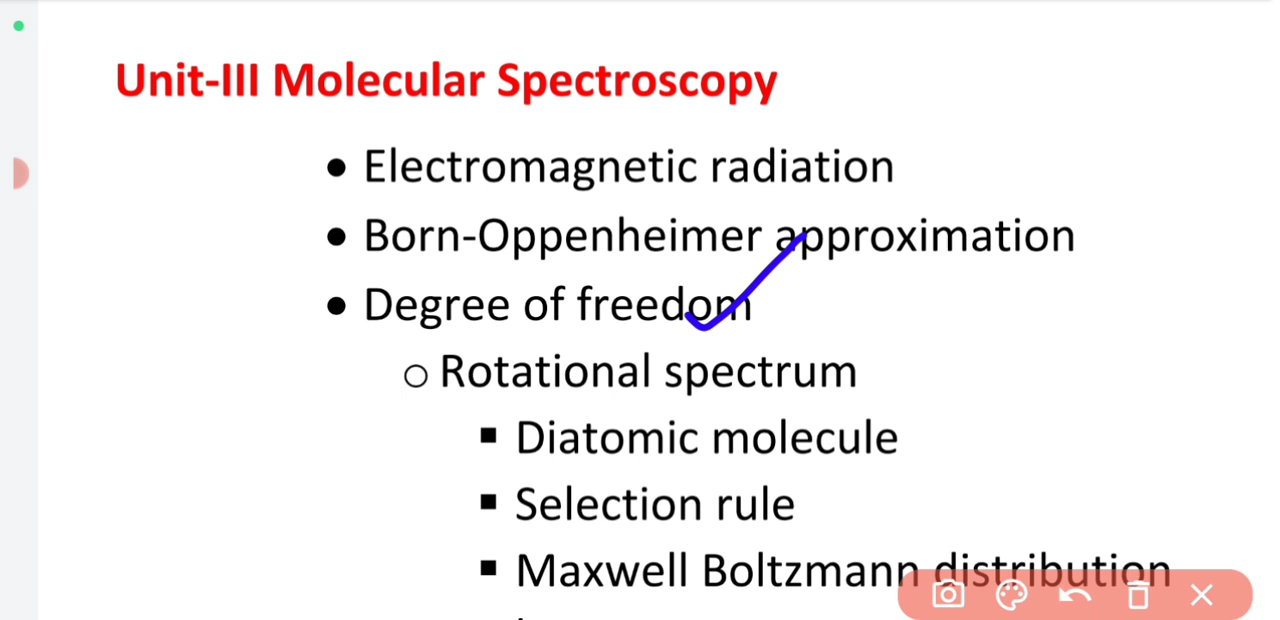 Unit-III Molecular Spectroscopy
• Electromagnetic radiation
• Born-Oppenheimer approximation
• Degree of freedom
○ Rotational spectrum
▪ Diatomic molecule
▪ Selection rule
▪ Maxwell Boltzmann distribution